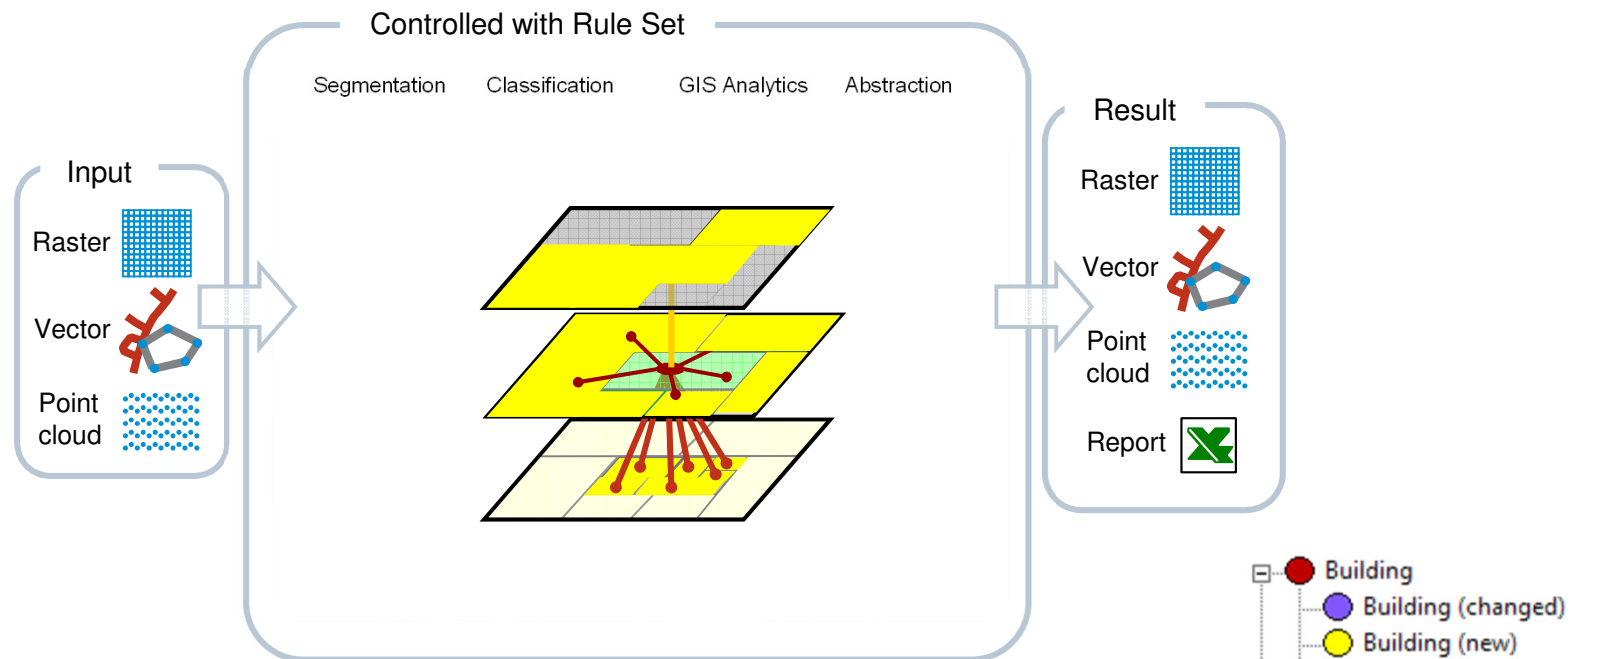 Controlled with Rule Set
Segmentation Classification GIS Analytics Abstraction
Input
Raster
Vector
Point
cloud
Result
Raster
Vector
Point
cloud
Report
Building
Building (changed)
Building (new)